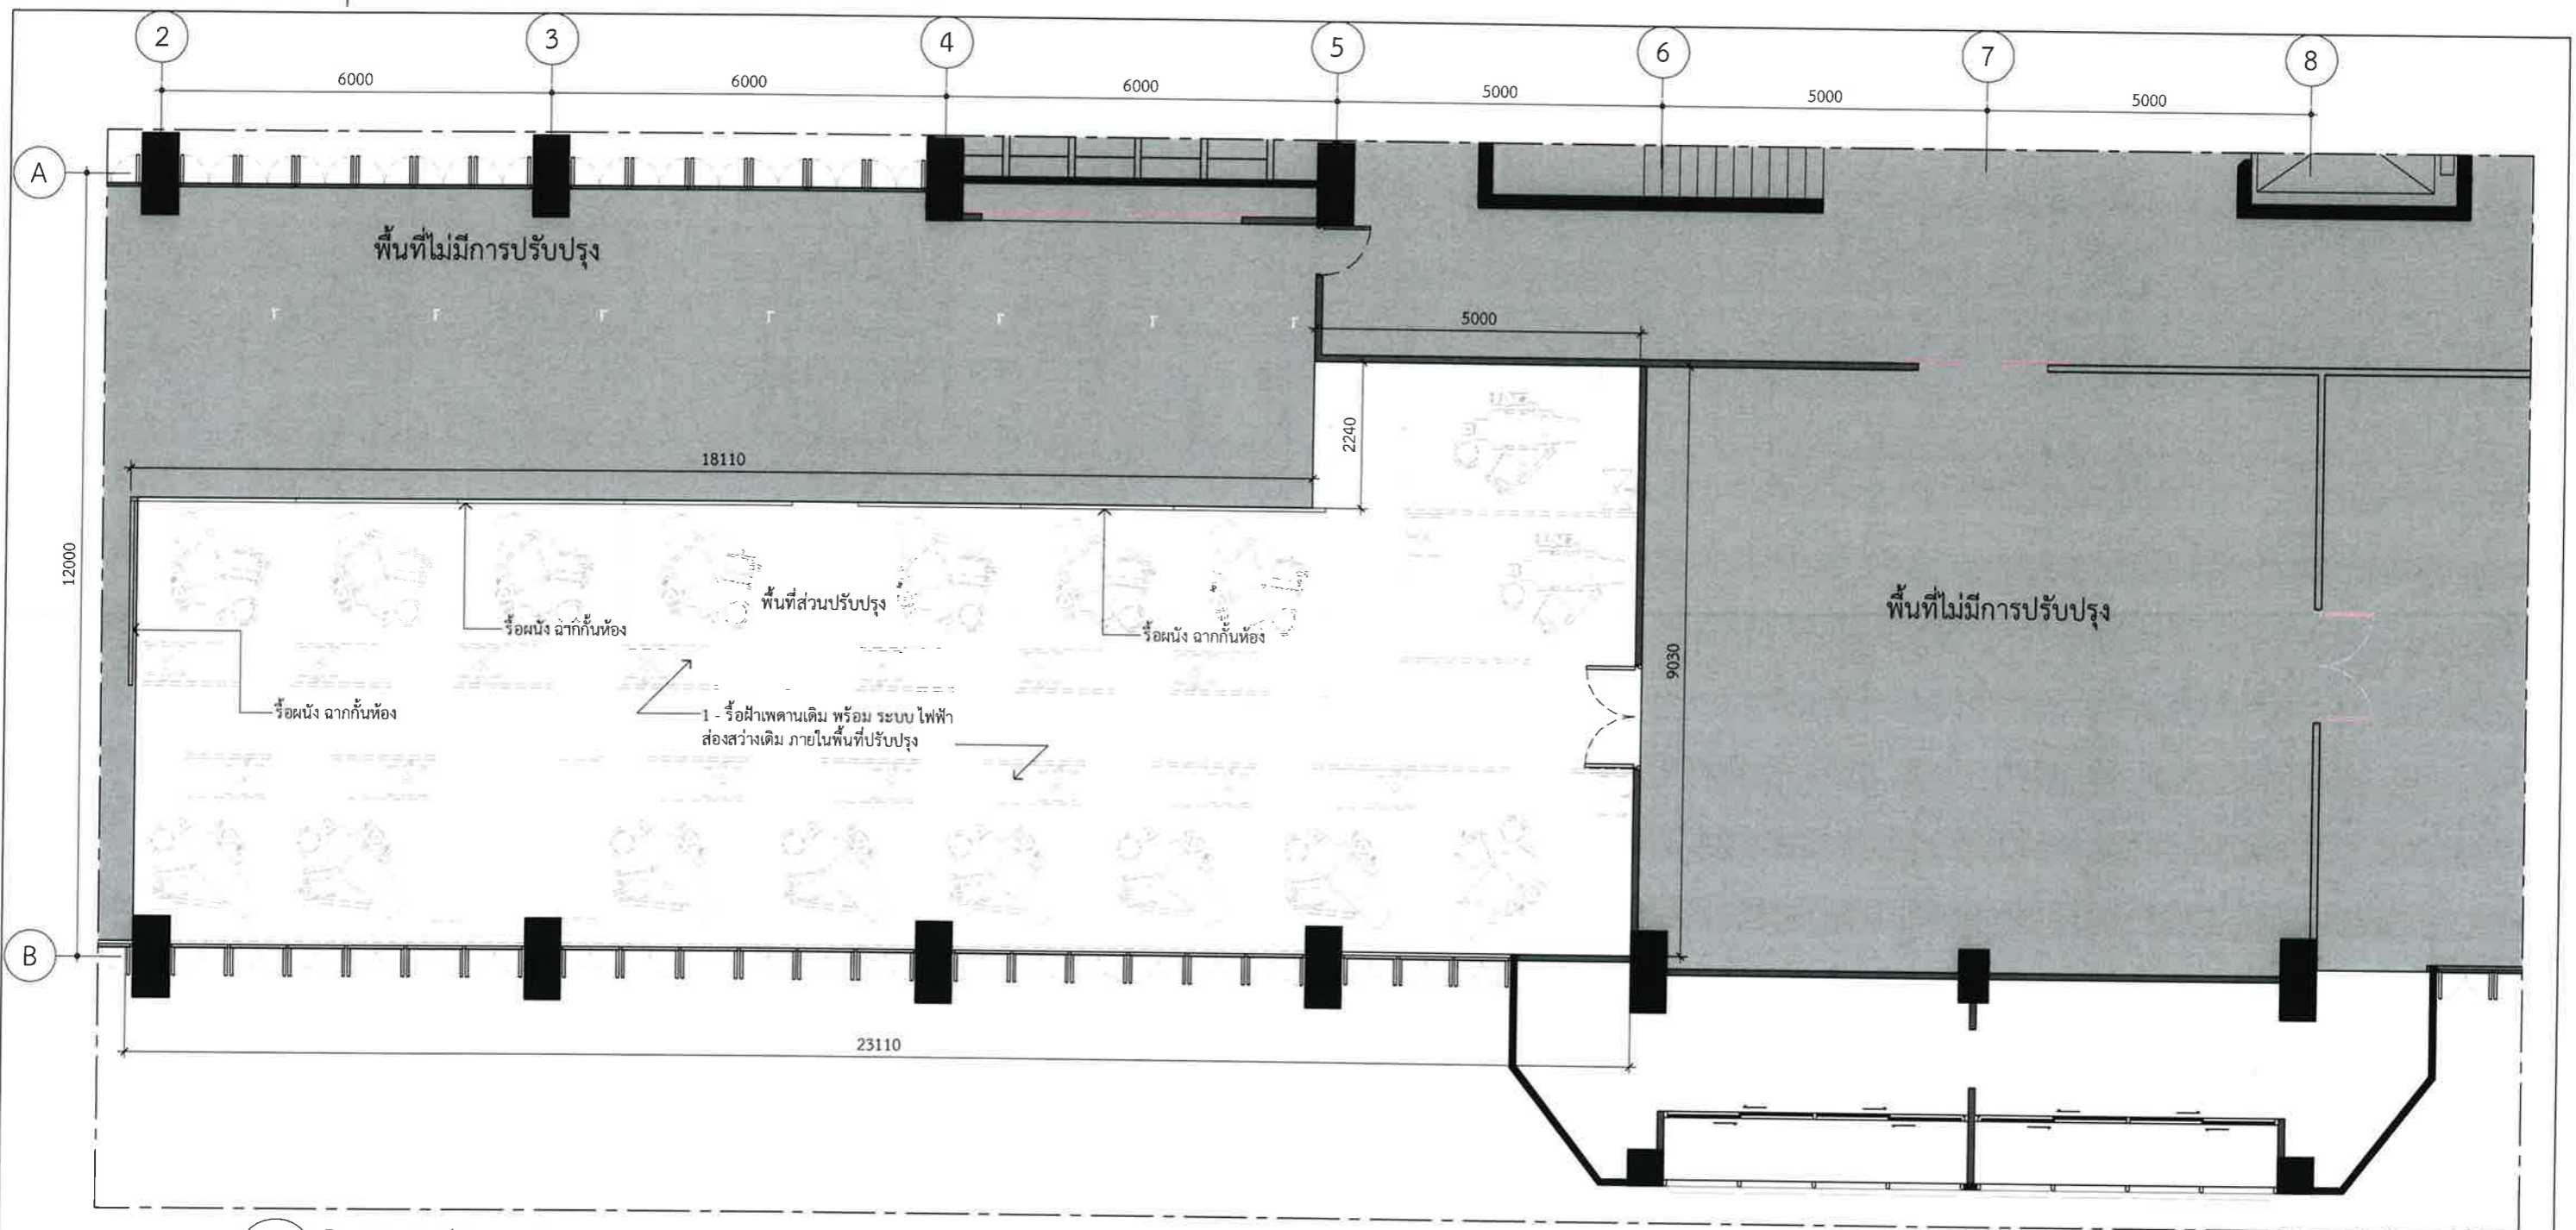 2 3 4 5 6 7 8
6000 6000 6000 5000 5000 5000
A
พื้นที่ไม่มีการปรับปรุง
r r r r r r r
5000
2240
18110
12000
พื้นที่ส่วนปรับปรุง
พื้นที่ไม่มีการปรับปรุง
รื้อผนัง ฉากกั้นห้อง
รื้อผนัง ฉากกั้นห้อง
9030
รื้อผนัง ฉากกั้นห้อง
1 - รื้อฝ้าเพดานเดิม พร้อม ระบบ ไฟฟ้า
ส่องสว่างเดิม ภายในพื้นที่ปรับปรุง
B
23110